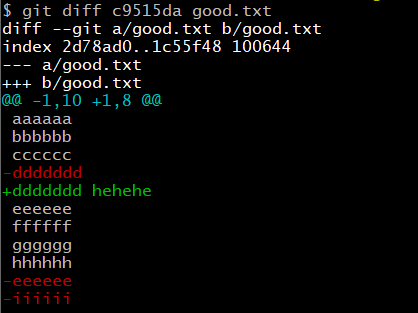 $ git diff c9515da good.txt
diff --git a/good.txt b/good.txt
index 2d78ad0..1c55f48 100644
--- a/good.txt
+++ b/good.txt
@@ -1,10 +1,8 @@
 aaaaaa
 bbbbbb
 cccccc
-ddddddd
+ddddddd hehehe
 eeeeee
 ffffff
 gggggg
 hhhhhh
-eeeeee
-iiiiii